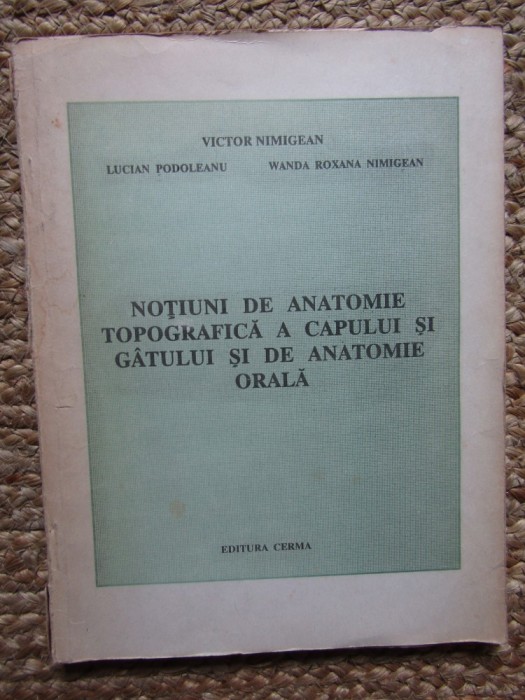 VICTOR NIMIGEAN
LUCIAN PODOLEANU WANDA ROXANA NIMIGEAN
NOŢIUNI DE ANATOMIE
TOPOGRAFICĂ A CAPULUI ŞI
GÂTULUI ŞI DE ANATOMIE
ORALĂ
EDITURA CERMA